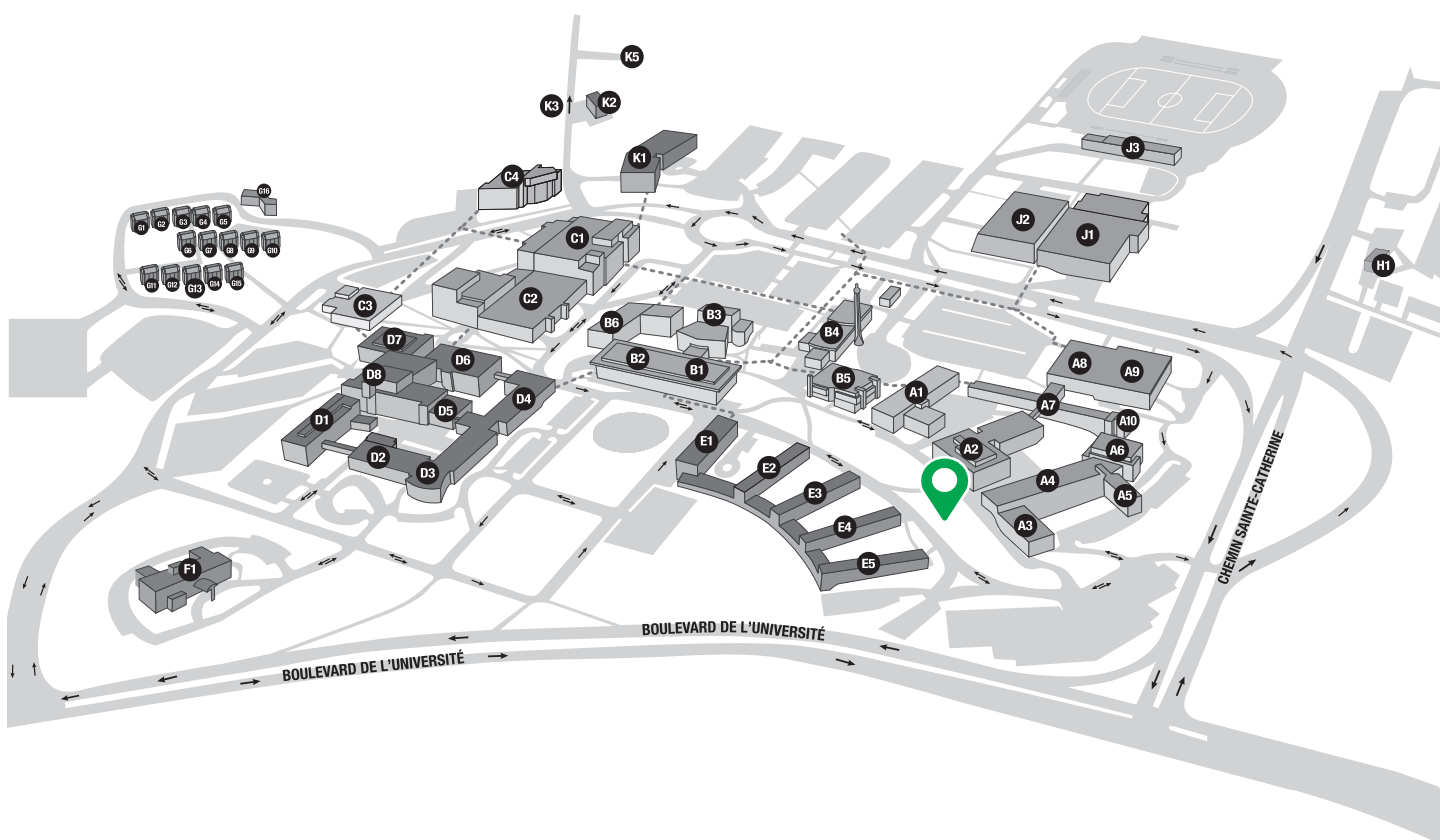 K5
K3
K2
K1
J3
C4
G16
G1
G2
G3
G4
G5
G6
G7
G8
G9
G10
G11
G12
G13
G14
G15
C1
C2
C3
J2
J1
H1
B6
B3
B4
B2
B1
B5
D7
D6
D8
D4
D5
D1
D2
D3
A8
A9
A1
A7
A10
A2
A6
A4
A5
A3
E1
E2
E3
E4
E5
F1
CHEMIN SAINTE-CATHERINE
BOULEVARD DE L'UNIVERSITÉ
BOULEVARD DE L'UNIVERSITÉ